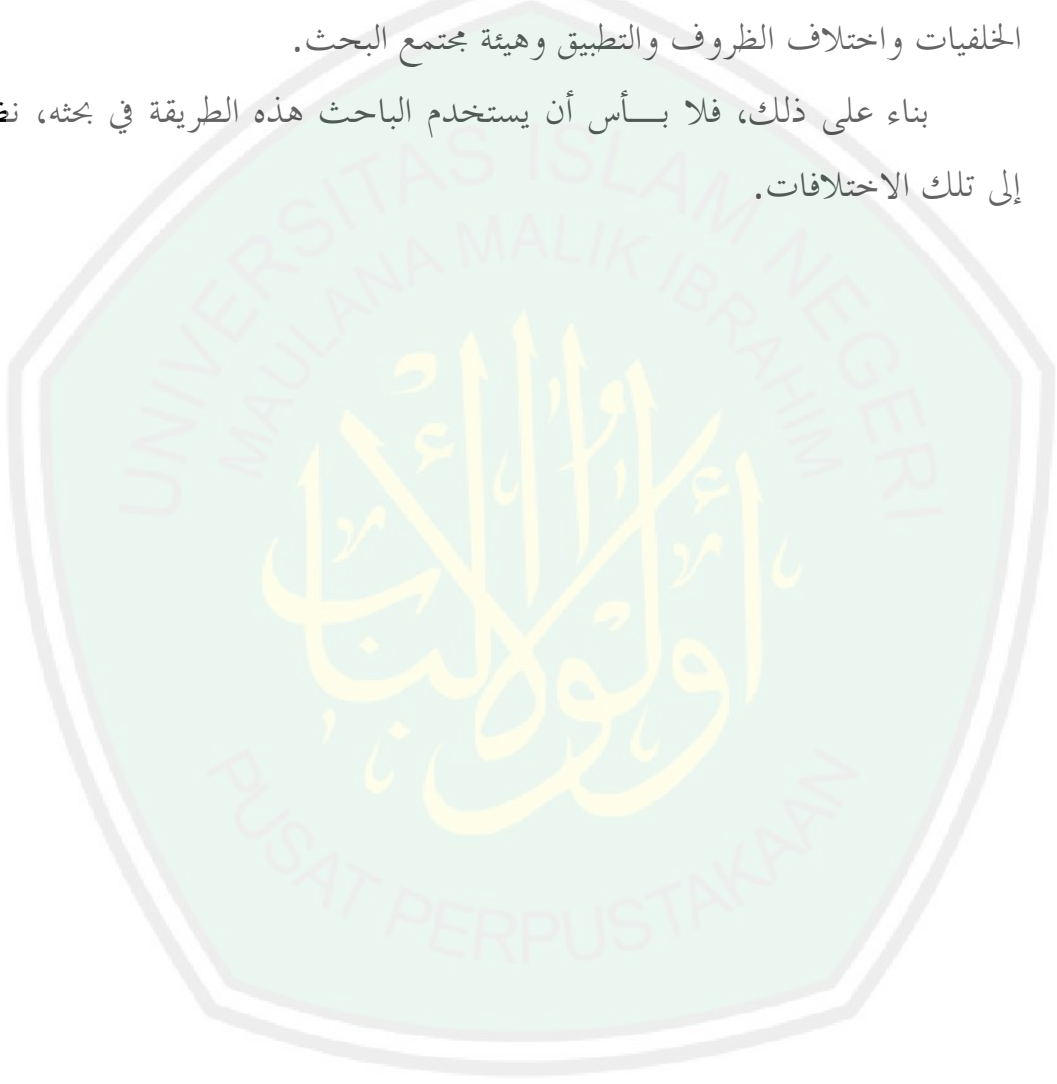 الخلفيات واختلاف الظروف والتطبيق وهيئة مجتمع البحث.
بناء على ذلك، فلا بـــأس أن يستخدم الباحث هذه الطريقة في بحثه،
إلى تلك الاختلافات.
UNIVERSITAS ISLAM NEGERI
MAULANA MALIK IBRAHIM
أولو الألباب
PUSAT PERPUSTAKAAN